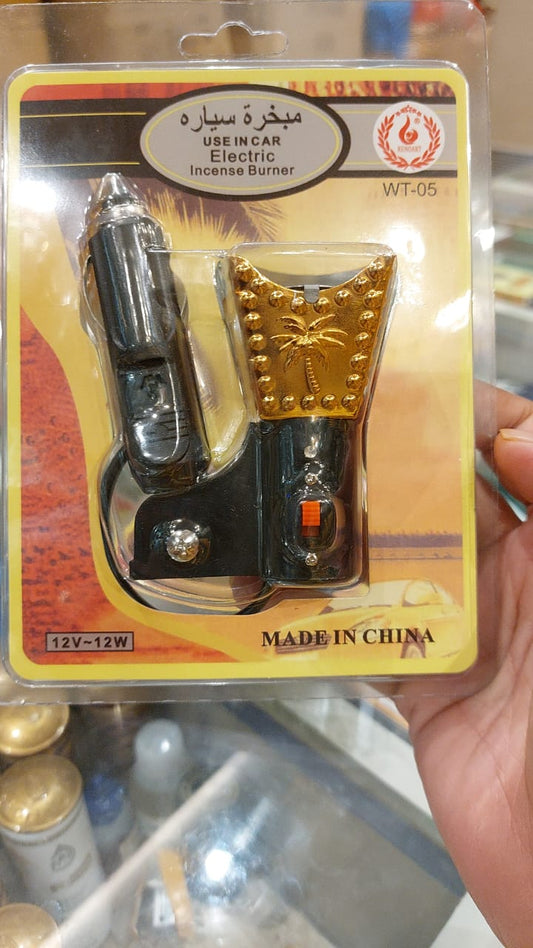 مبخرة سياره
USE IN CAR
Electric
Incense Burner
®
WT-05
12V~12W
MADE IN CHINA